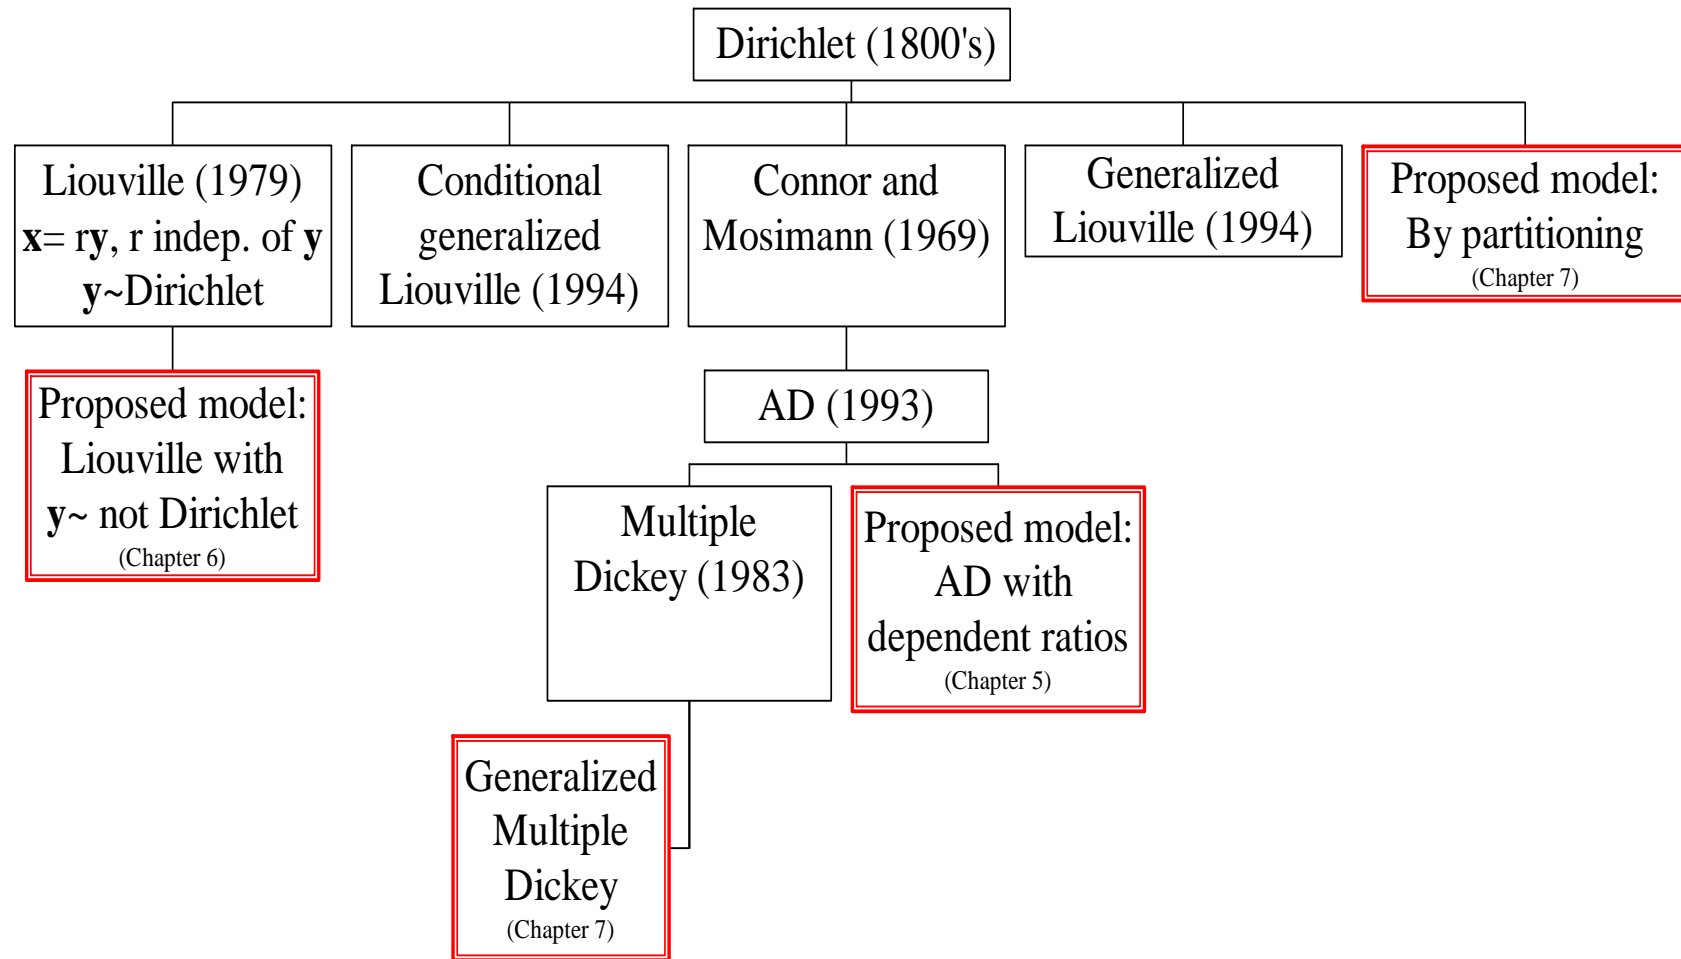 Dirichlet (1800's)
Liouville (1979)
x= ry, r indep. of y
y~Dirichlet
Conditional
generalized
Liouville (1994)
Connor and
Mosimann (1969)
Generalized
Liouville (1994)
Proposed model:
By partitioning
(Chapter 7)
Proposed model:
Liouville with
y~ not Dirichlet
(Chapter 6)
AD (1993)
Multiple
Dickey (1983)
Proposed model:
AD with
dependent ratios
(Chapter 5)
Generalized
Multiple
Dickey
(Chapter 7)